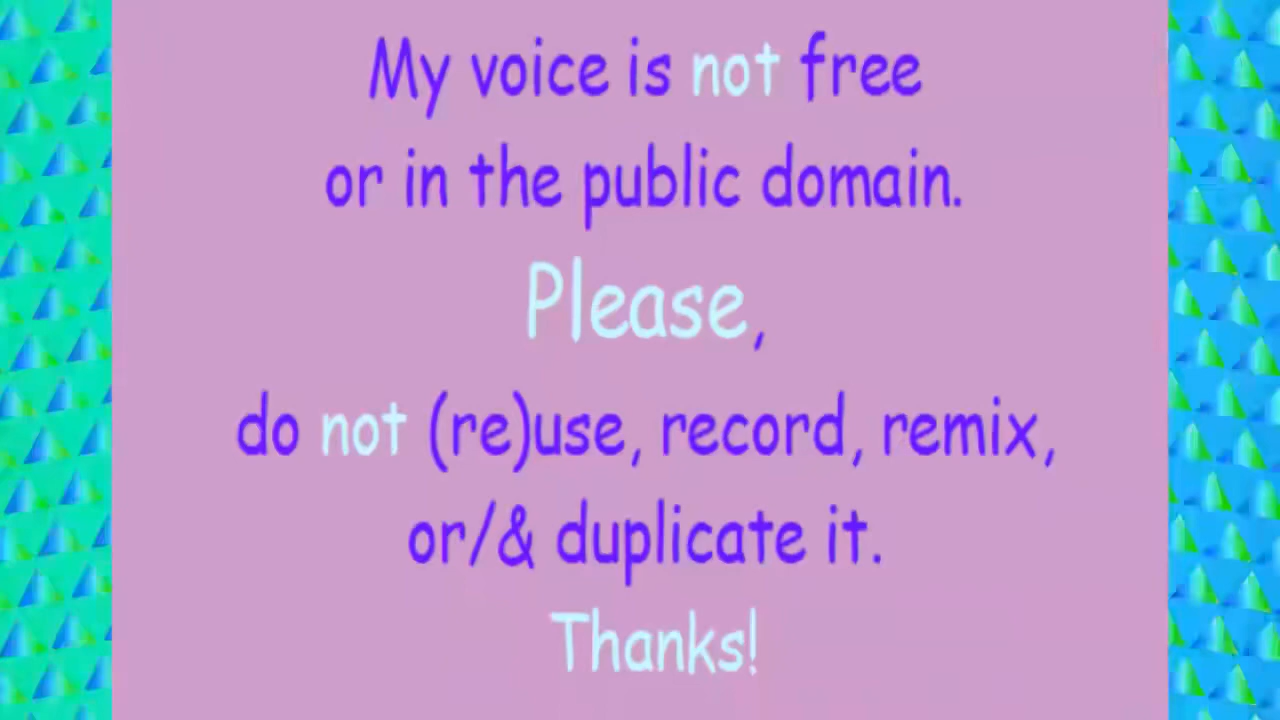 My voice is not free
or in the public domain.
Please,
do not (re)use, record, remix,
or/& duplicate it.
Thanks!